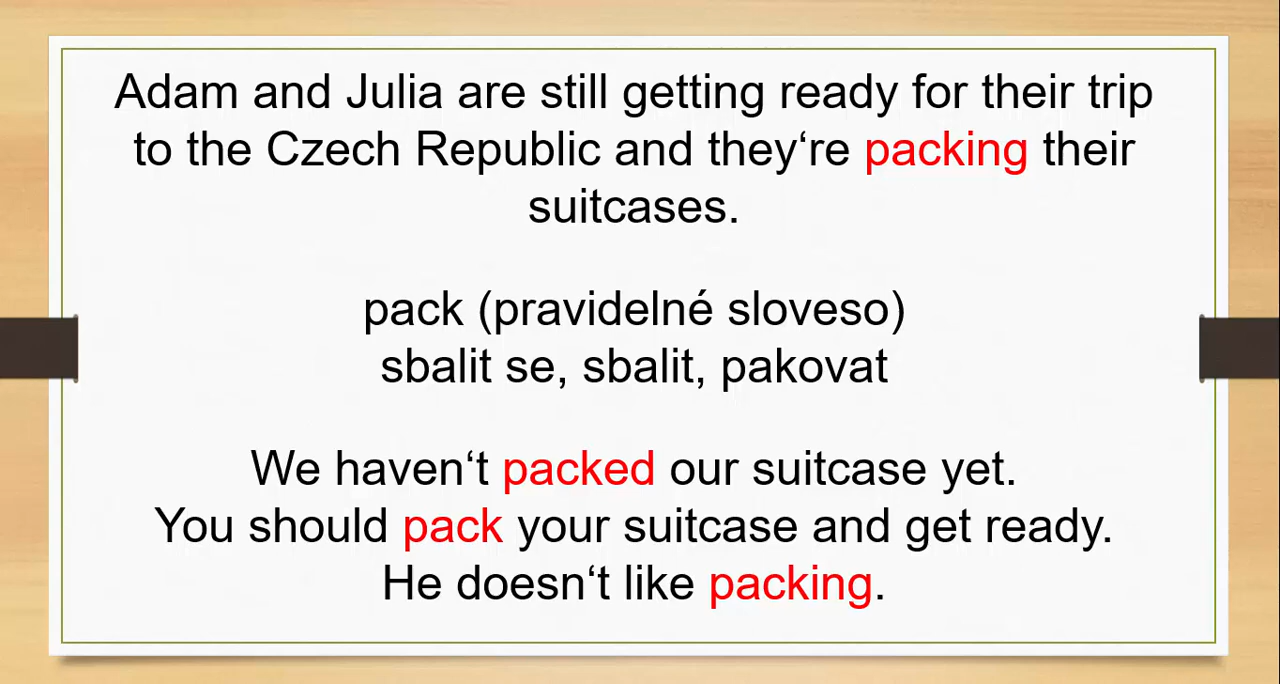 Adam and Julia are still getting ready for their trip
to the Czech Republic and they‘re packing their
suitcases.
pack (pravidelné sloveso)
sbalit se, sbalit, pakovat
We haven‘t packed our suitcase yet.
You should pack your suitcase and get ready.
He doesn‘t like packing.